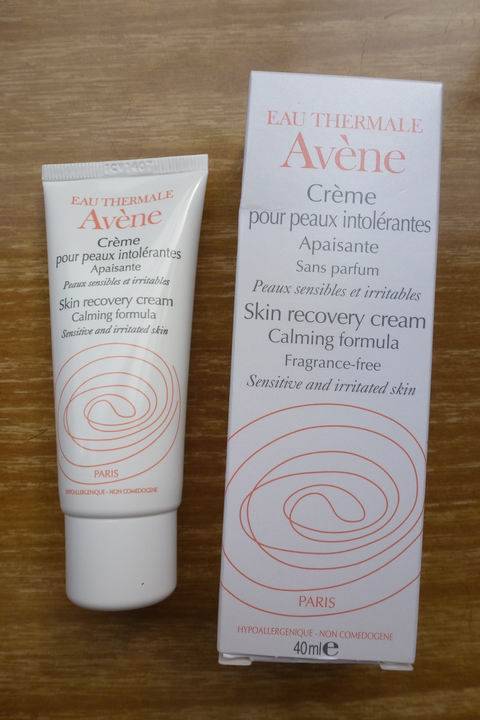 EAU THERMALE
Avène
Crème
pour peaux intolérantes
Apaisante
Peaux sensibles et irritables
Skin recovery cream
Calming formula
Sensitive and irritated skin
PARIS
HYPOALLERGENIQUE - NON COMEDOGENE
EAU THERMALE
Avène
Crème
pour peaux intolérantes
Apaisante
Sans parfum
Peaux sensibles et irritables
Skin recovery cream
Calming formula
Fragrance-free
Sensitive and irritated skin
PARIS
HYPOALLERGENIQUE - NON COMEDOGENE
40ml℮